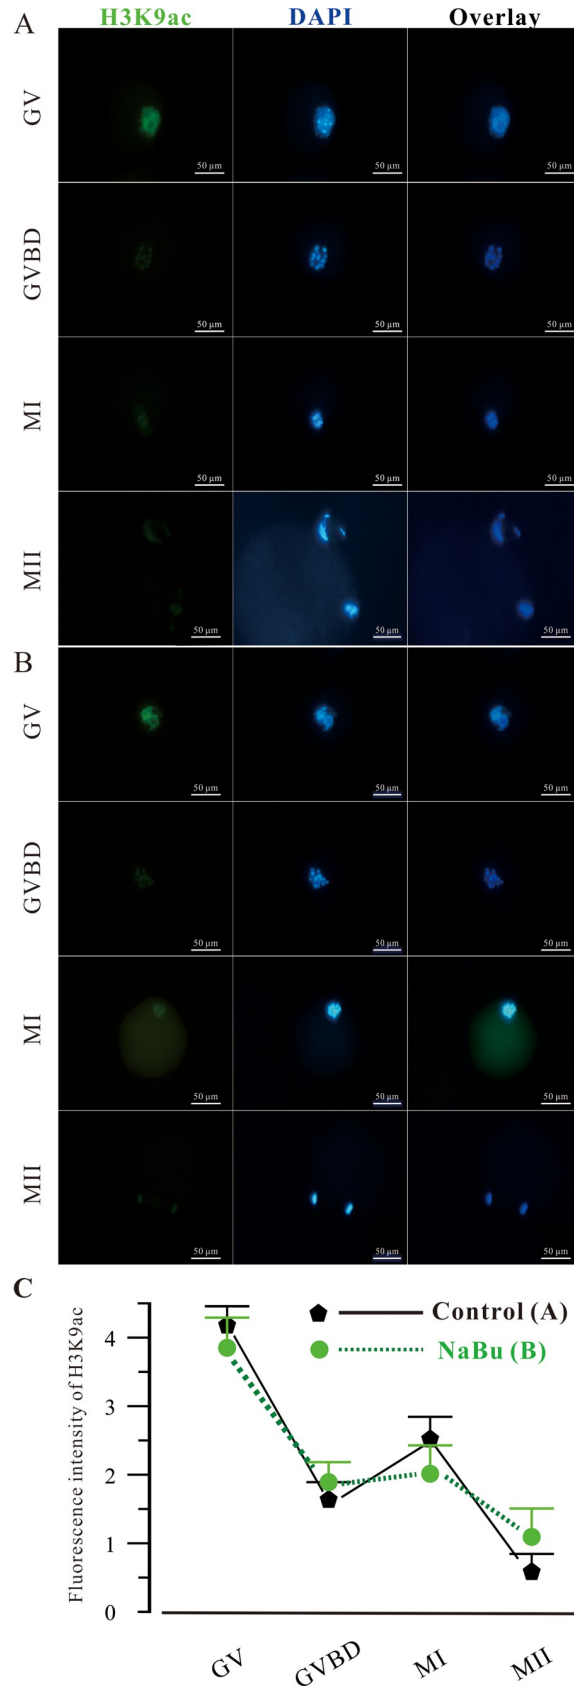 A
H3K9ac DAPI Overlay
GV
50 μm 50 μm 50 μm
GVBD
50 μm 50 μm 50 μm
MI
50 μm 50 μm 50 μm
MII
50 μm 50 μm 50 μm
B
GV
50 μm 50 μm 50 μm
GVBD
50 μm 50 μm 50 μm
MI
50 μm 50 μm 50 μm
MII
50 μm 50 μm 50 μm
C
Fluorescence intensity of H3K9ac
Control (A)
NaBu (B)
4
3
2
1
0
GV GVBD MI MII